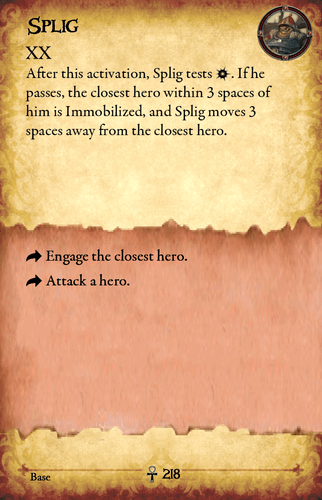 Splig
XX
After this activation, Splig tests . If he
passes, the closest hero within 3 spaces of
him is Immobilized, and Splig moves 3
spaces away from the closest hero.
Engage the closest hero.
Attack a hero.
Base
218